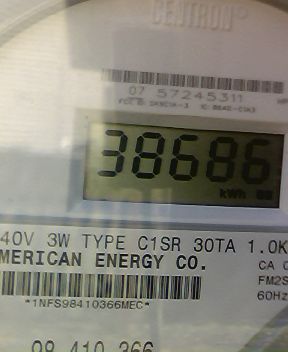 CENTRON®
07 57245311
38686
kWh
40V 3W TYPE C1SR 30TA 1.0K
MERICAN ENERGY CO.
CA 0
FM2S
60Hz
*1NFS98410366MEC*
98 410 366